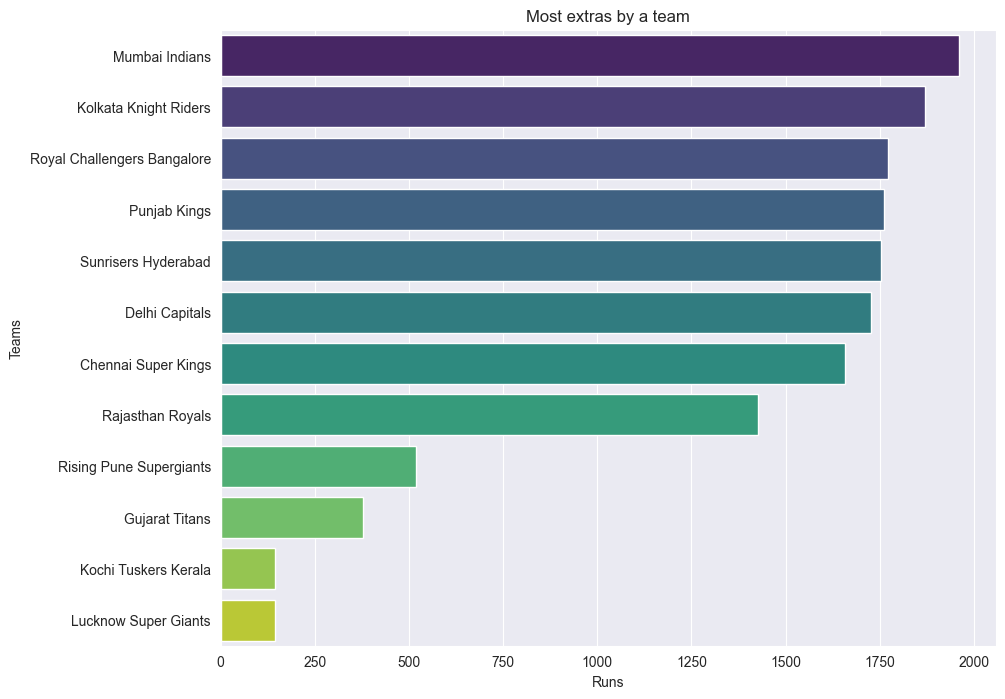 Most extras by a team
Teams
Mumbai Indians
Kolkata Knight Riders
Royal Challengers Bangalore
Punjab Kings
Sunrisers Hyderabad
Delhi Capitals
Chennai Super Kings
Rajasthan Royals
Rising Pune Supergiants
Gujarat Titans
Kochi Tuskers Kerala
Lucknow Super Giants
0 250 500 750 1000 1250 1500 1750 2000
Runs